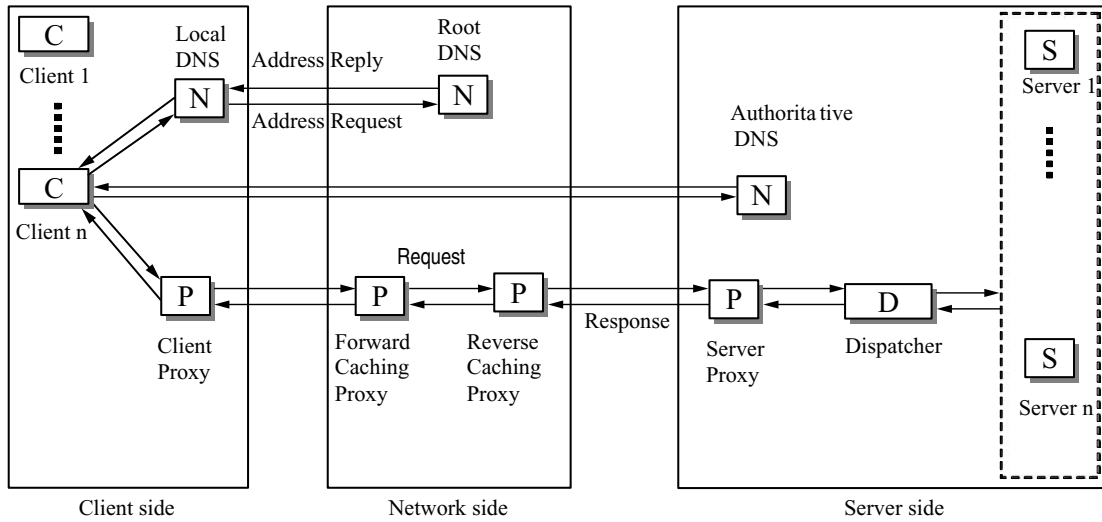 C
Client 1
Local
DNS
N
Address Reply
Address Request
Root
DNS
N
C
Client n
P
Client
Proxy
Client side
Request
P
Forward
Caching
Proxy
P
Reverse
Caching
Proxy
Network side
Response
Authorita tive
DNS
N
P
Server
Proxy
D
Dispatcher
S
Server 1
S
Server n
Server side